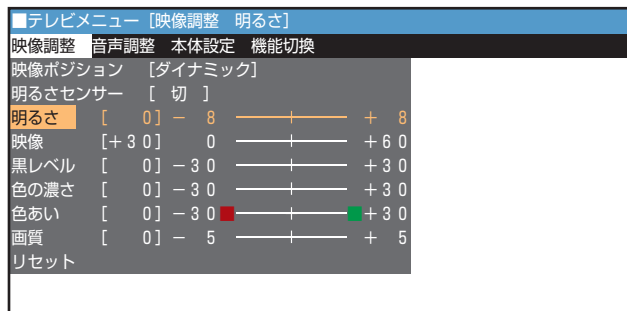 ■テレビメニュー［映像調整　明るさ］
映像調整　音声調整　本体設定　機能切換
映像ポジション　［ダイナミック］
明るさセンサー　［　切　］
明るさ　［　０］－　８　＋　８
映像　［＋３０］　０　＋６０
黒レベル　［　０］－３０　＋３０
色の濃さ　［　０］－３０　＋３０
色あい　［　０］－３０　＋３０
画質　［　０］－　５　＋　５
リセット